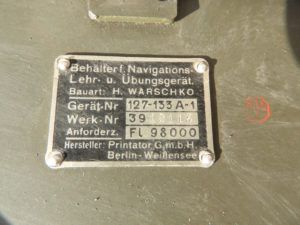 Behälter f. Navigations-
Lehr- u. Übungsgerät.
Bauart: H. WARSCHKO
Gerät-Nr 127-133 A-1
Werk-Nr
Anforderz. FL 98000
Hersteller: Printator G.m.b.H
Berlin-Weißensee